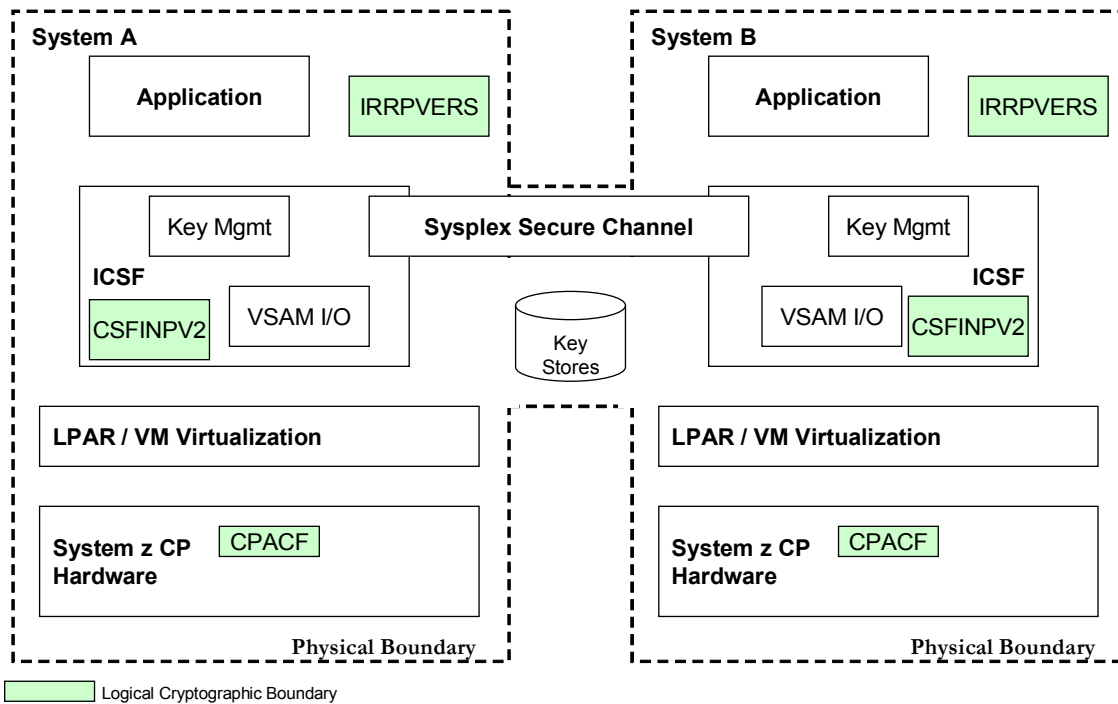 System A
Application
IRRPVERS
Key Mgmt
ICSF
CSFINPV2
VSAM I/O
Sysplex Secure Channel
Key
Stores
LPAR / VM Virtualization
System z CP
Hardware
CPACF
Physical Boundary
System B
Application
IRRPVERS
Key Mgmt
ICSF
VSAM I/O
CSFINPV2
LPAR / VM Virtualization
System z CP
Hardware
CPACF
Physical Boundary
Logical Cryptographic Boundary